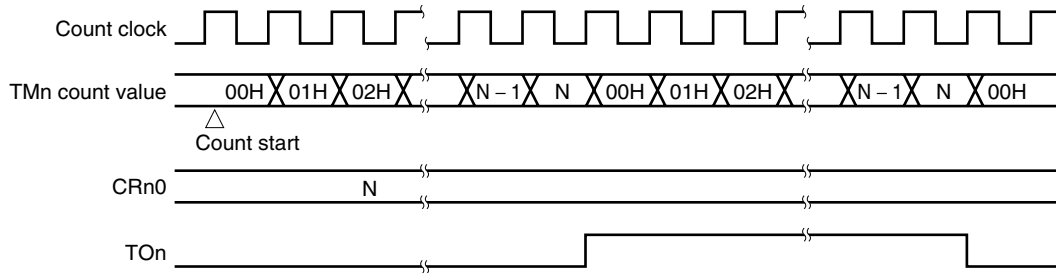 Count clock
TMn count value 00H 01H 02H N – 1 N 00H 01H 02H N – 1 N 00H
Count start
CRn0 N
TOn